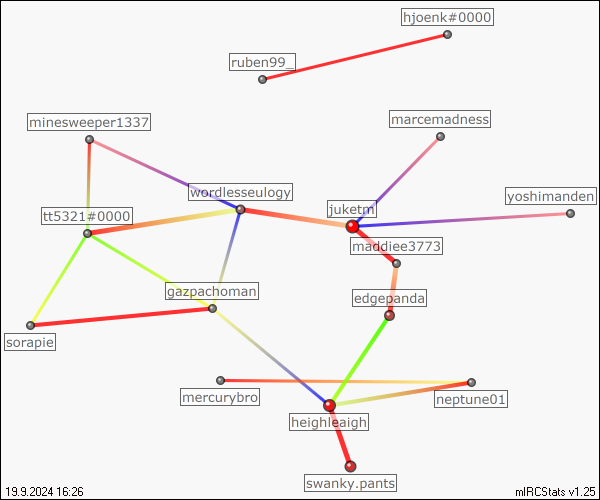 hjoenk#0000
ruben99_
minesweeper1337
marcemadness
wordlesseulogy
yoshimanden
juketm
tt5321#0000
maddiee3773
gazpachoman
edgepanda
sorapie
mercurybro
neptune01
heighleaigh
swanky.pants
19.9.2024 16:26
mIRCStats v1.25